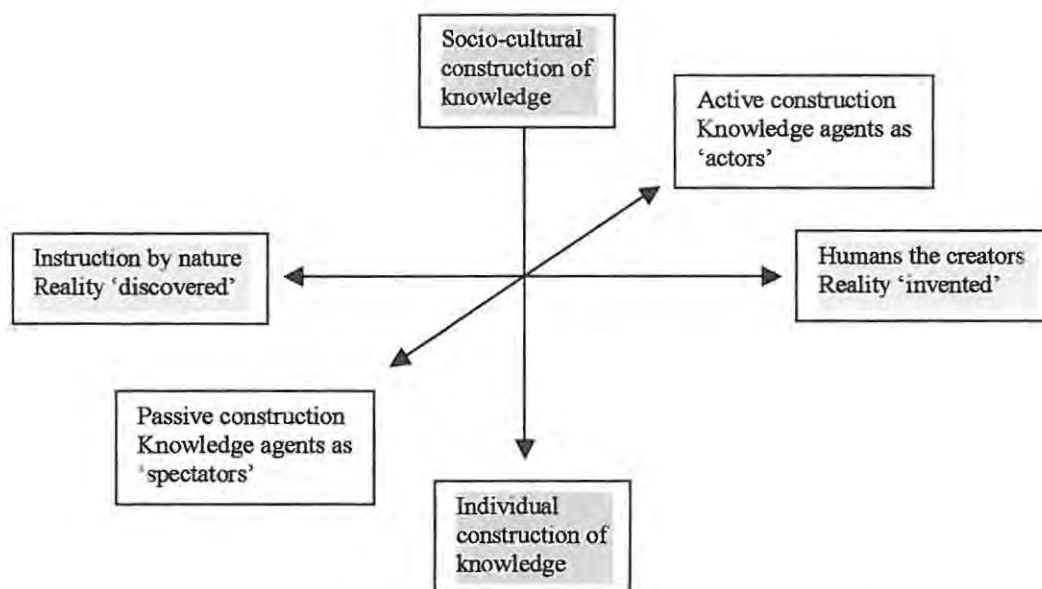 Socio-cultural
construction of
knowledge
Active construction
Knowledge agents as
‘actors’
Instruction by nature
Reality ‘discovered’
Humans the creators
Reality ‘invented’
Passive construction
Knowledge agents as
‘spectators’
Individual
construction of
knowledge